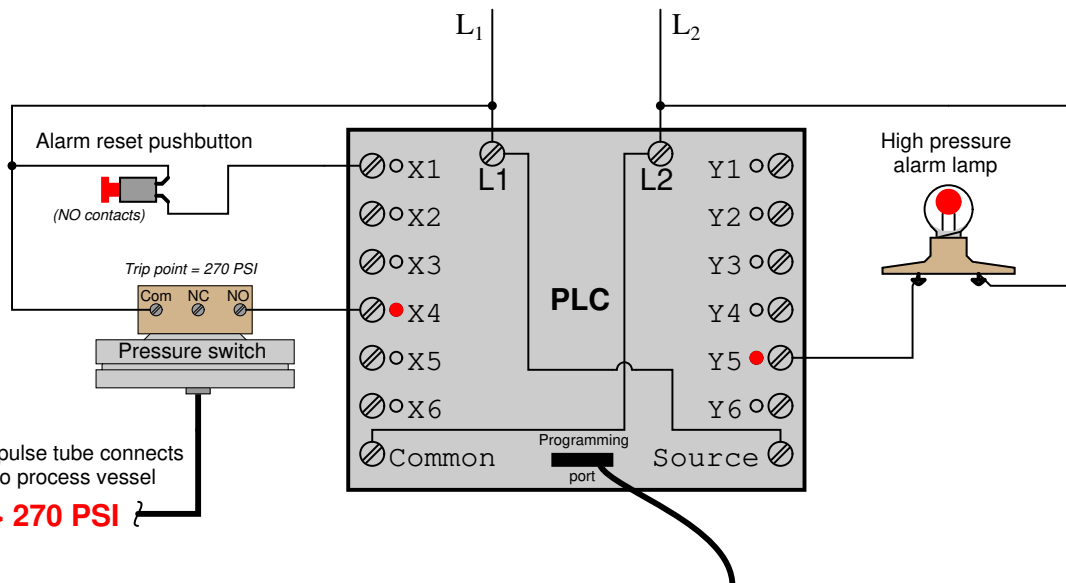 L1
L2
Alarm reset pushbutton
(NO contacts)
Trip point = 270 PSI
Com NC NO
Pressure switch
pulse tube connects
o process vessel
270 PSI
L1
L2
X1
X2
X3
X4
X5
X6
Common
PLC
Programming
port
Y1
Y2
Y3
Y4
Y5
Y6
Source
High pressure
alarm lamp